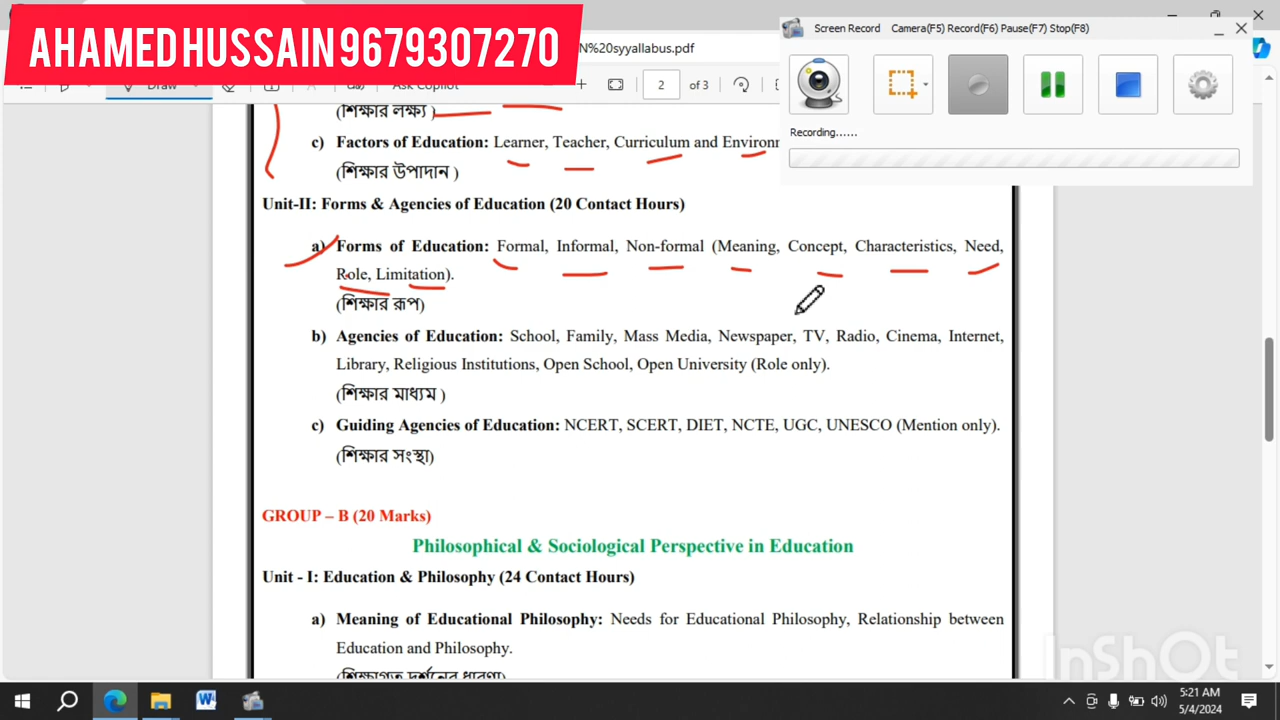 AHAMED HUSSAIN 9679307270
Screen Record Camera(F5) Record(F6) Pause(F7) Stop(F8)
N%20syyallabus.pdf
Draw
Ask Copilot
2 of 3
Recording......
(শিক্ষার লক্ষ্য )
c) Factors of Education: Learner, Teacher, Curriculum and Environn
(শিক্ষার উপাদান )
Unit-II: Forms & Agencies of Education (20 Contact Hours)
a) Forms of Education: Formal, Informal, Non-formal (Meaning, Concept, Characteristics, Need,
Role, Limitation).
(শিক্ষার রূপ)
b) Agencies of Education: School, Family, Mass Media, Newspaper, TV, Radio, Cinema, Internet,
Library, Religious Institutions, Open School, Open University (Role only).
(শিক্ষার মাধ্যম )
c) Guiding Agencies of Education: NCERT, SCERT, DIET, NCTE, UGC, UNESCO (Mention only).
(শিক্ষার সংস্থা)
GROUP – B (20 Marks)
Philosophical & Sociological Perspective in Education
Unit - I: Education & Philosophy (24 Contact Hours)
a) Meaning of Educational Philosophy: Needs for Educational Philosophy, Relationship between
Education and Philosophy.
(শিক্ষাগত দর্শনের ধারণা)
InShOt
5:21 AM
5/4/2024